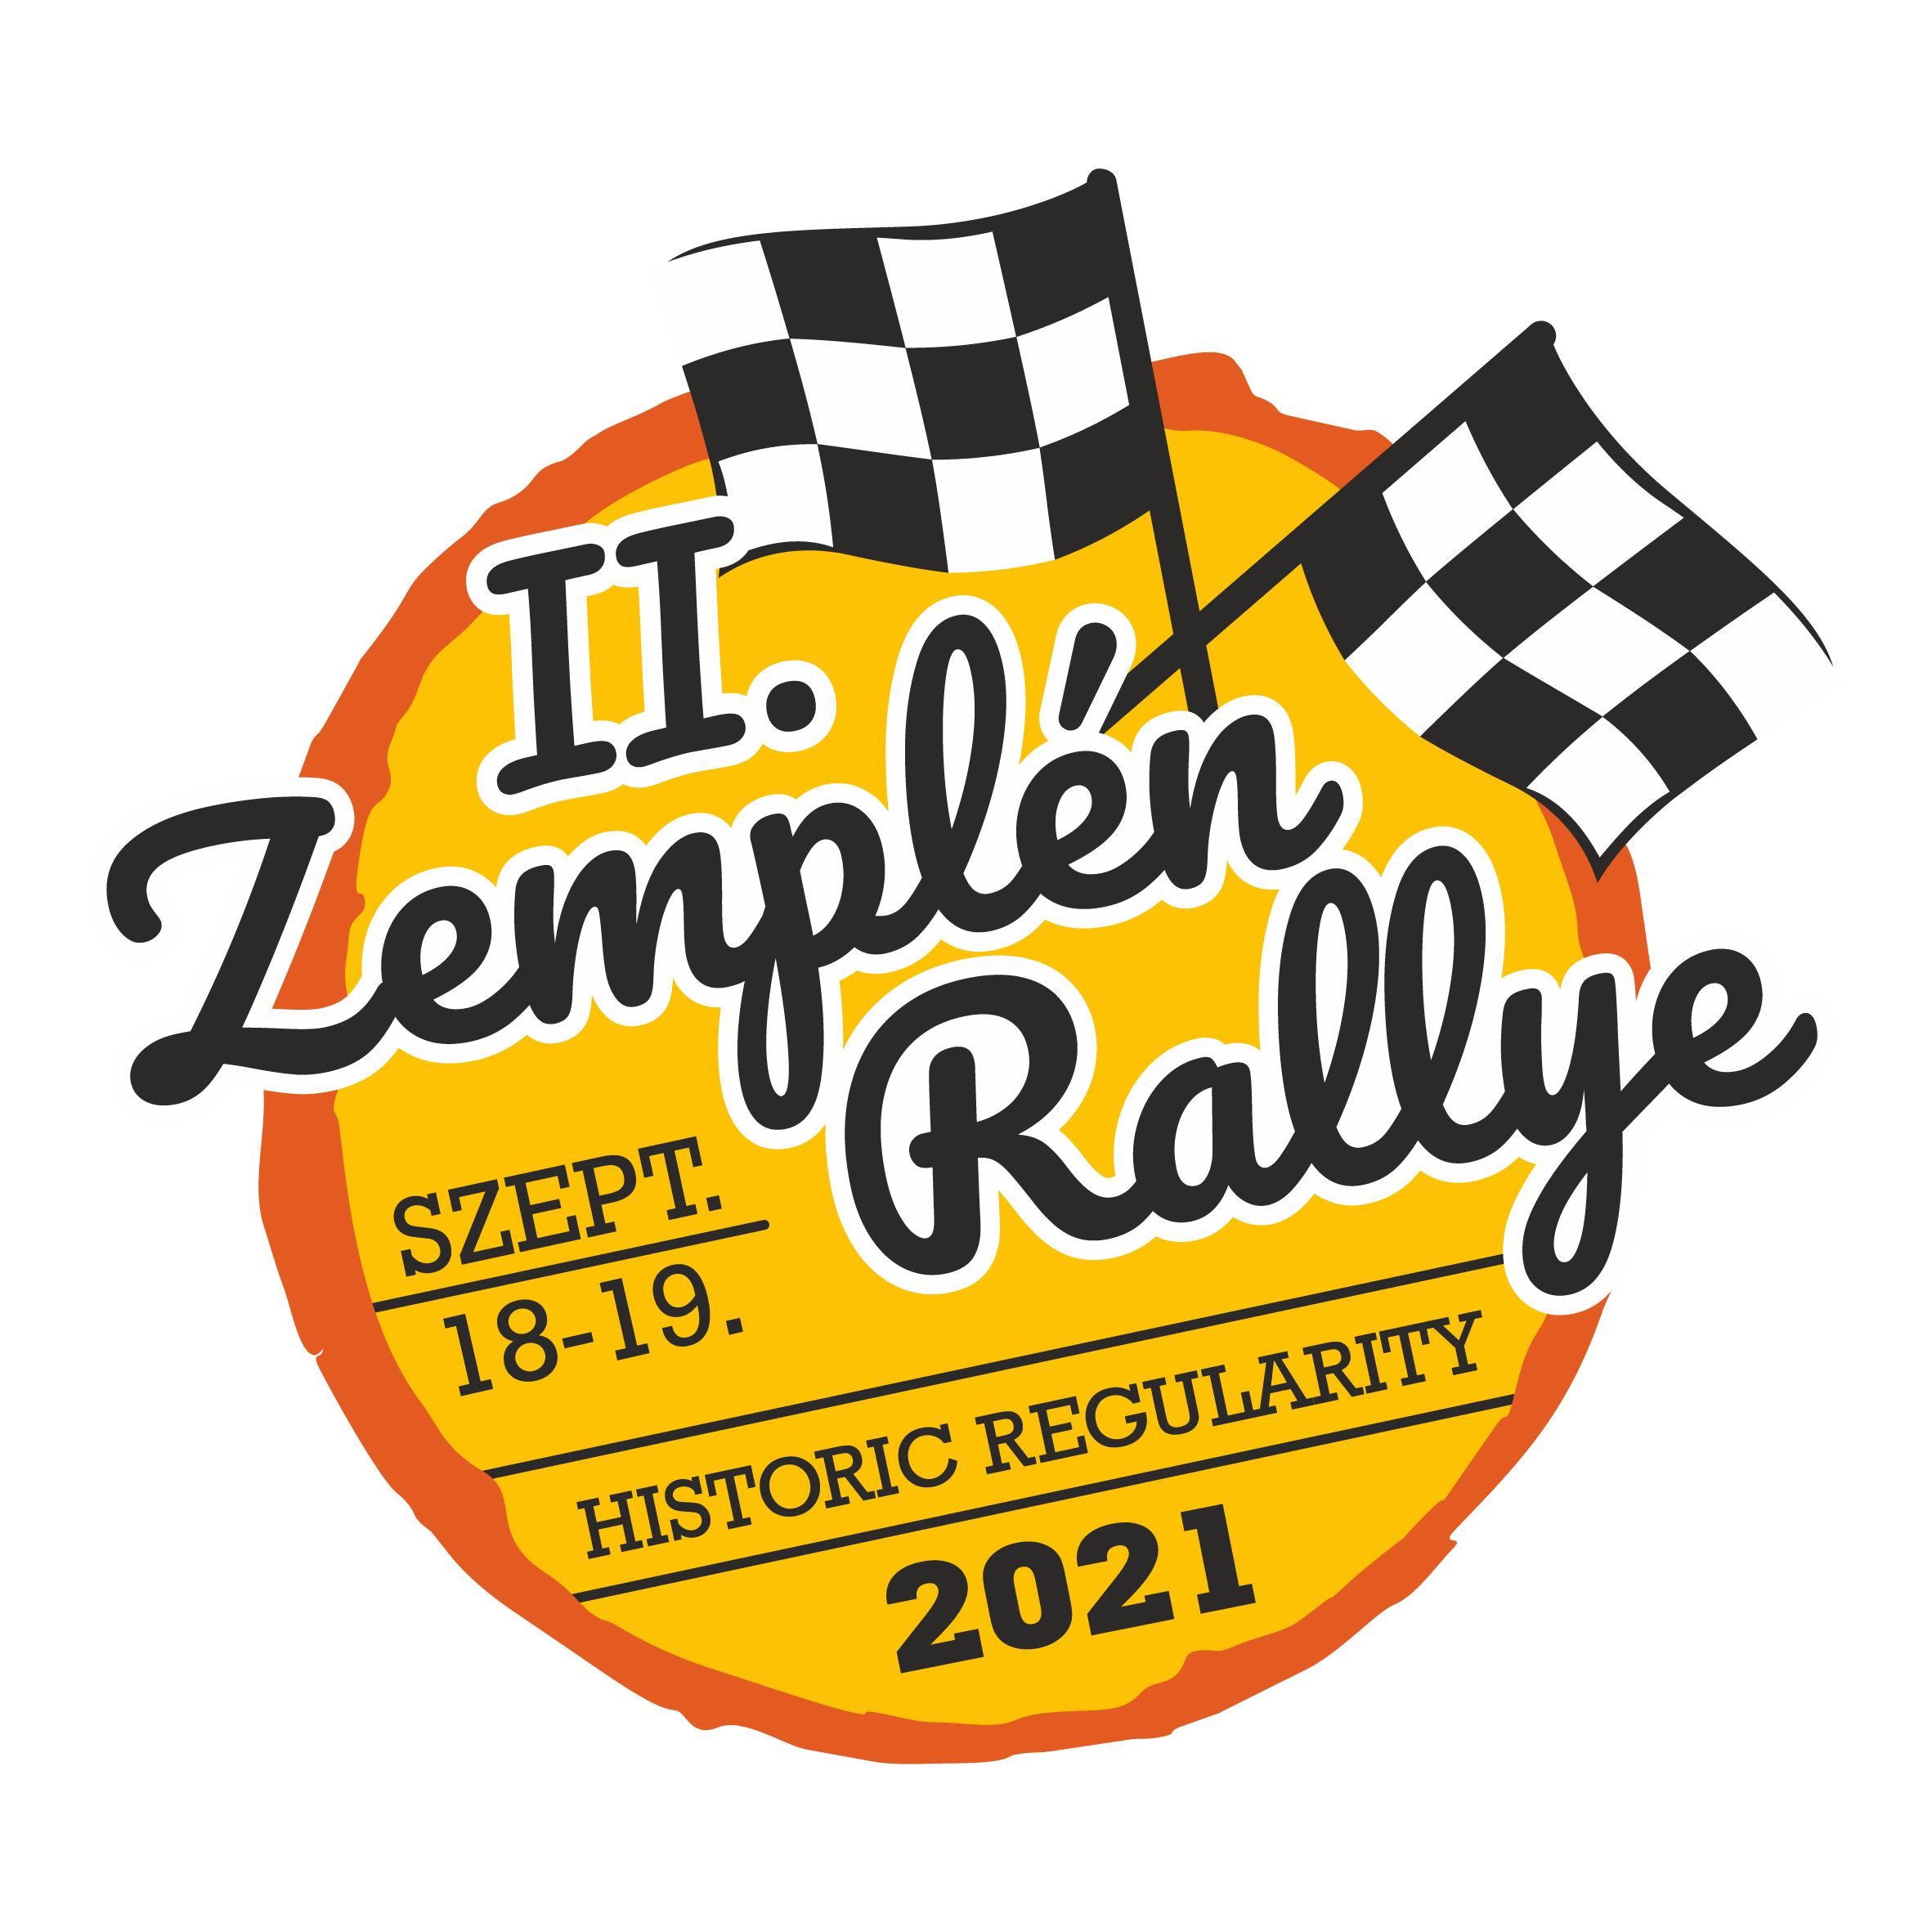 II.
Zemplén
Rallye
SZEPT.
18-19.
HISTORIC REGULARITY
2021